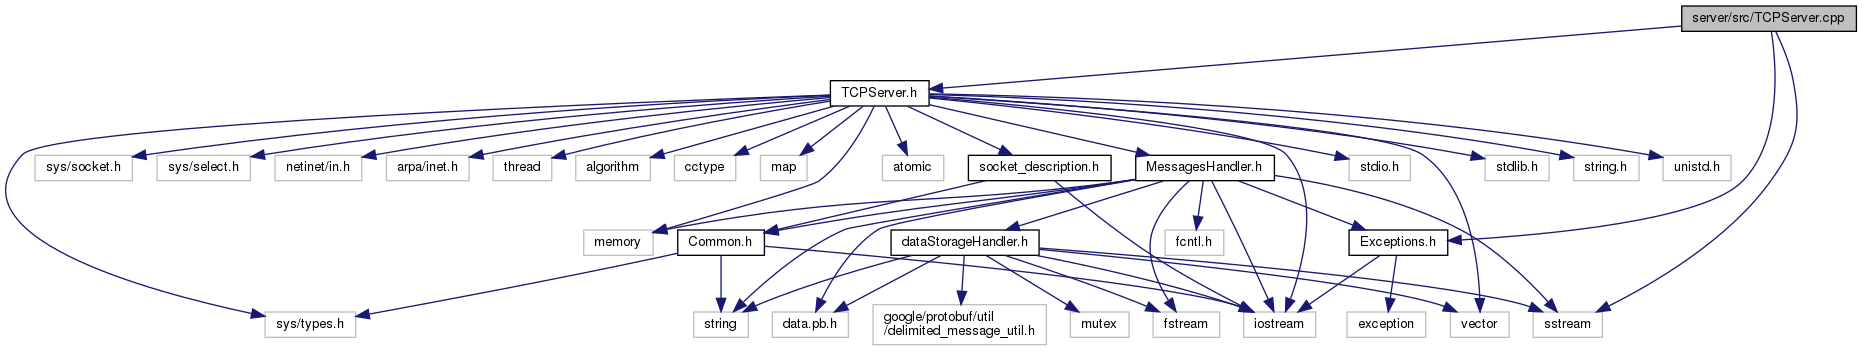 server/src/TCPServer.cpp
TCPServer.h
sys/socket.h
sys/select.h
netinet/in.h
arpa/inet.h
thread
algorithm
cctype
map
atomic
socket_description.h
MessagesHandler.h
stdio.h
stdlib.h
string.h
unistd.h
memory
Common.h
dataStorageHandler.h
fcntl.h
Exceptions.h
sys/types.h
string
data.pb.h
google/protobuf/util
/delimited_message_util.h
mutex
fstream
iostream
exception
vector
sstream